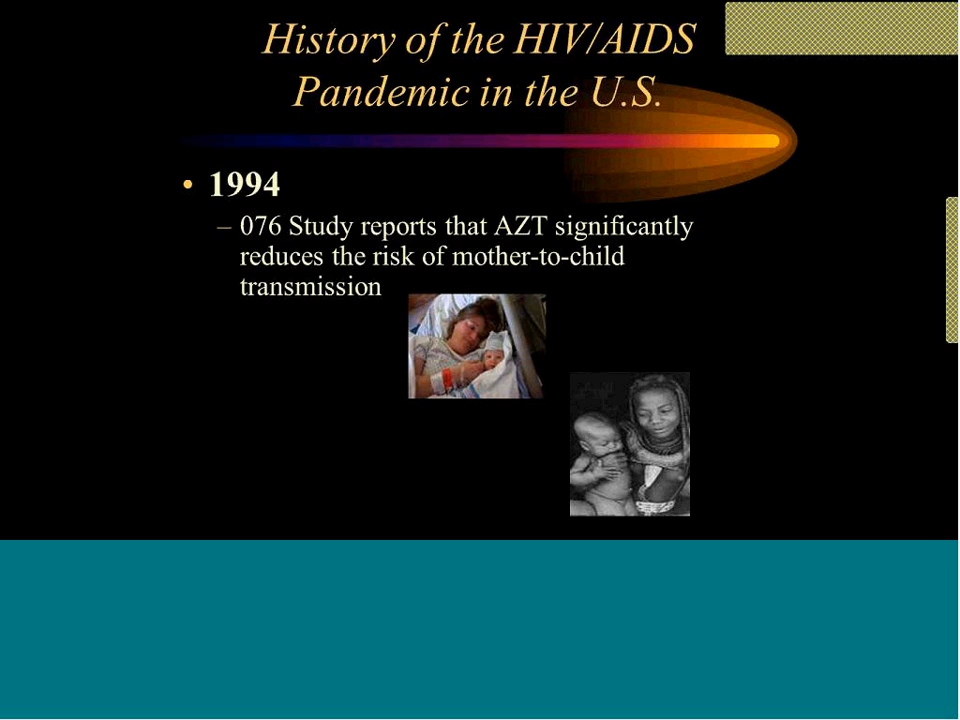 History of the HIV/AIDS
Pandemic in the U.S.
• 1994
– 076 Study reports that AZT significantly
reduces the risk of mother-to-child
transmission